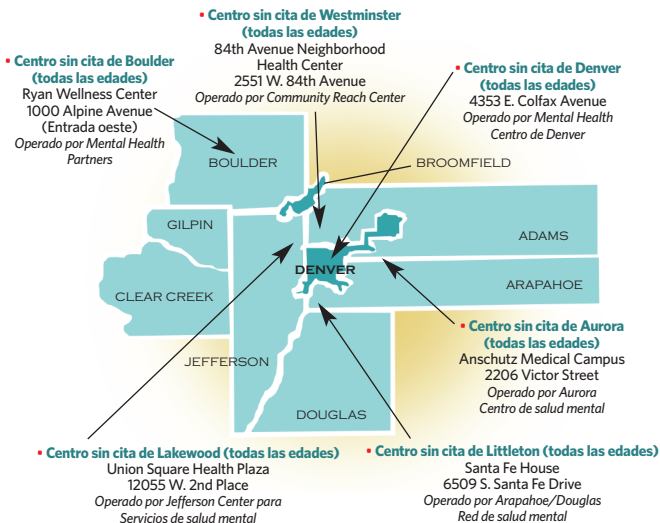 • Centro sin cita de Westminster
(todas las edades)
84th Avenue Neighborhood
Health Center
2551 W. 84th Avenue
Operado por Community Reach Center
• Centro sin cita de Boulder
(todas las edades)
Ryan Wellness Center
1000 Alpine Avenue
(Entrada oeste)
Operado por Mental Health
Partners
• Centro sin cita de Denver
(todas las edades)
4353 E. Colfax Avenue
Operado por Mental Health
Centro de Denver
BOULDER
BROOMFIELD
GILPIN
ADAMS
DENVER
CLEAR CREEK
ARAPAHOE
JEFFERSON
DOUGLAS
• Centro sin cita de Aurora
(todas las edades)
Anschutz Medical Campus
2206 Victor Street
Operado por Aurora
Centro de salud mental
• Centro sin cita de Lakewood (todas las edades)
Union Square Health Plaza
12055 W. 2nd Place
Operado por Jefferson Center para
Servicios de salud mental
• Centro sin cita de Littleton (todas las edades)
Santa Fe House
6509 S. Santa Fe Drive
Operado por Arapahoe/Douglas
Red de salud mental